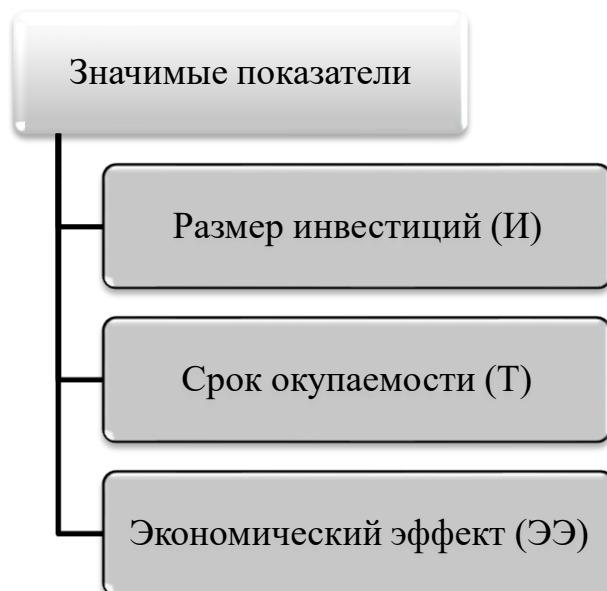 Значимые показатели
Размер инвестиций (И)
Срок окупаемости (Т)
Экономический эффект (ЭЭ)